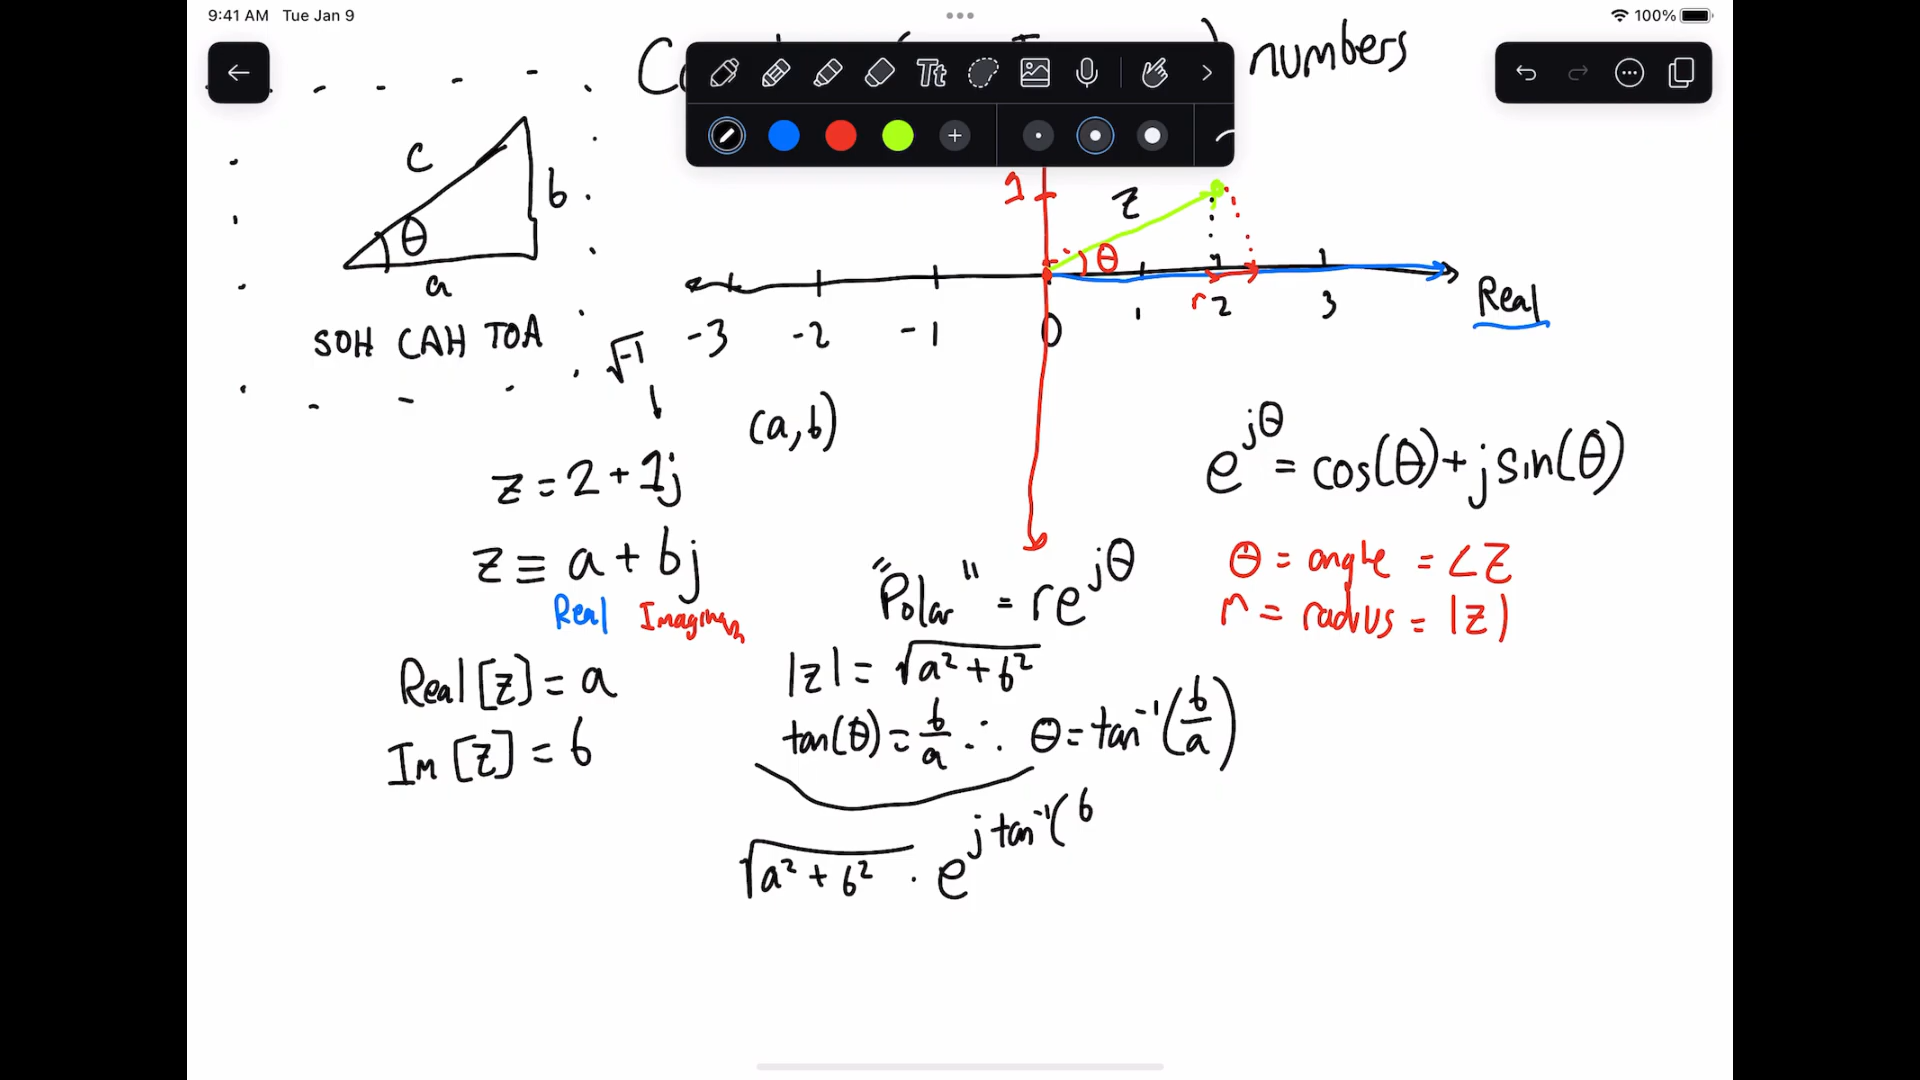 9:41 AM Tue Jan 9
100%
numbers
Tt
c
b
θ
a
SOH CAH TOA
1
z
θ
r
-3 -2 -1 0 1 2 3
Real
√-1
(a,b)
z = 2 + 1j
z ≡ a + bj
Real
e^{jθ} = cos(θ) + j sin(θ)
θ = angle = ∠z
r = radius = |z|
"Polar" = re^{jθ}
Real[z] = a
Im[z] = b
|z| = √(a² + b²)
tan(θ) = b/a ∴ θ = tan⁻¹(b/a)
√(a² + b²) · e^{j tan⁻¹(b